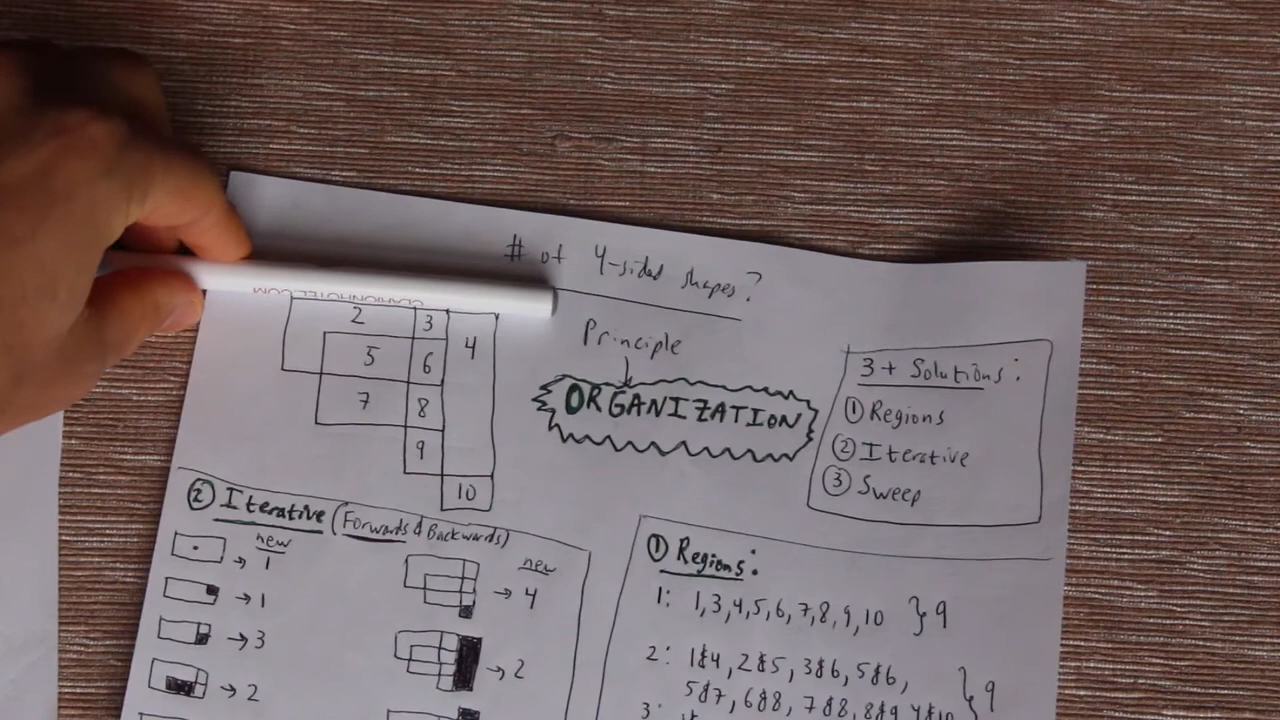 # of 4-sided shapes?
CLARIONHOTEL.COM
2 3 4
5 6
7 8
9
10
Principle
ORGANIZATION
3+ Solutions:
① Regions
② Iterative
③ Sweep
② Iterative (Forwards & Backwards)
new
→ 1
→ 1
→ 3
→ 2
new
→ 4
→ 2
① Regions:
1: 1,3,4,5,6,7,8,9,10 } 9
2: 1&4, 2&5, 3&6, 5&6,
5&7, 6&8, 7&8, 8&9, 4&10 } 9
3: